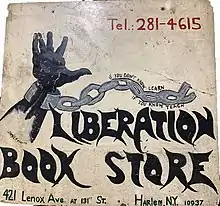 Tel.: 281-4615
IF YOU DON'T KNOW, LEARN
IF YOU KNOW, TEACH
LIBERATION
BOOK STORE
421 Lenox Ave. AT 131st St. Harlem, N.Y. 10037